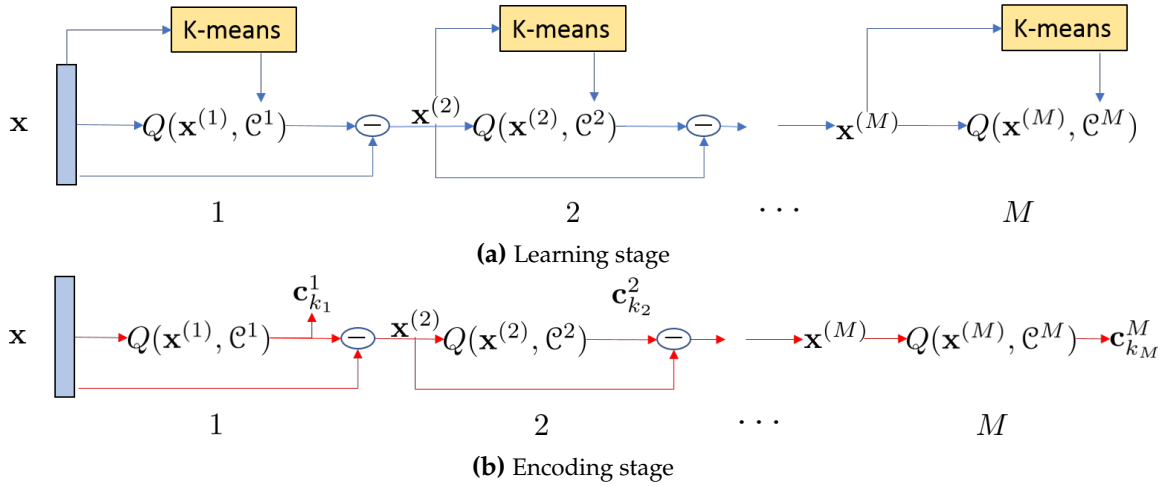 K-means K-means K-means
x Q(x^(1), C^1) − x^(2) Q(x^(2), C^2) − x^(M) Q(x^(M), C^M)
1 2 ⋯ M
(a) Learning stage
c^1_{k_1} c^2_{k_2}
x Q(x^(1), C^1) − x^(2) Q(x^(2), C^2) − x^(M) Q(x^(M), C^M) c^M_{k_M}
1 2 ⋯ M
(b) Encoding stage